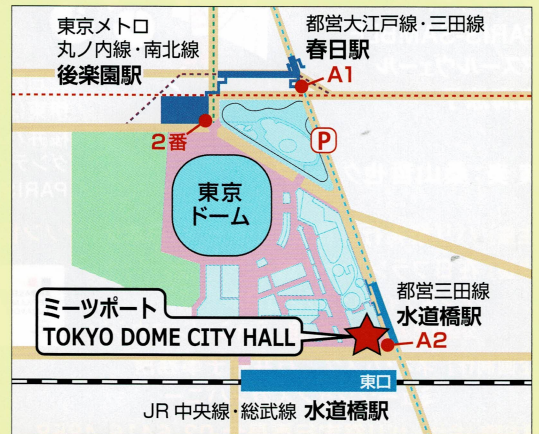 東京メトロ
丸ノ内線・南北線
後楽園駅
都営大江戸線・三田線
春日駅
A1
2番
P
東京
ドーム
ミーツポート
TOKYO DOME CITY HALL
都営三田線
水道橋駅
A2
東口
JR中央線・総武線 水道橋駅